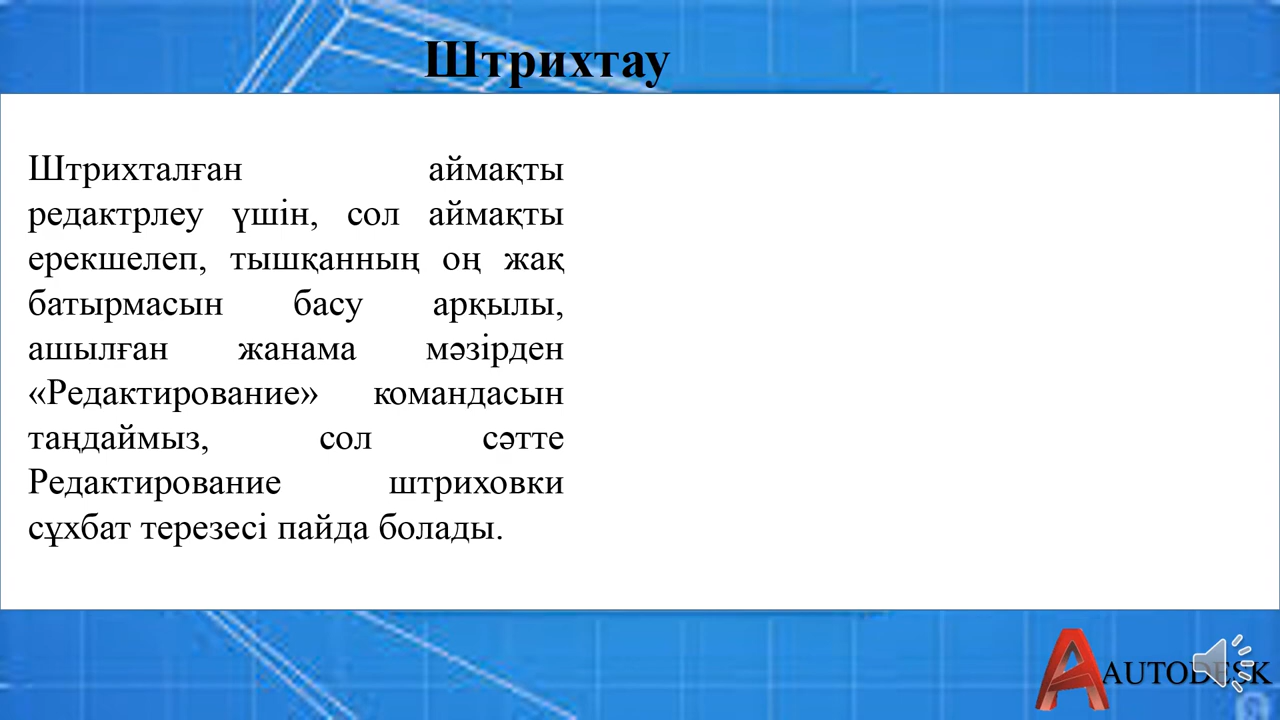 Штрихтау
Штрихталған аймақты
редактрлеу үшін, сол аймақты
ерекшелеп, тышқанның оң жақ
батырмасын басу арқылы,
ашылған жанама мәзірден
«Редактирование» командасын
таңдаймыз, сол сәтте
Редактирование штриховки
сұхбат терезесі пайда болады.
AUTODESK